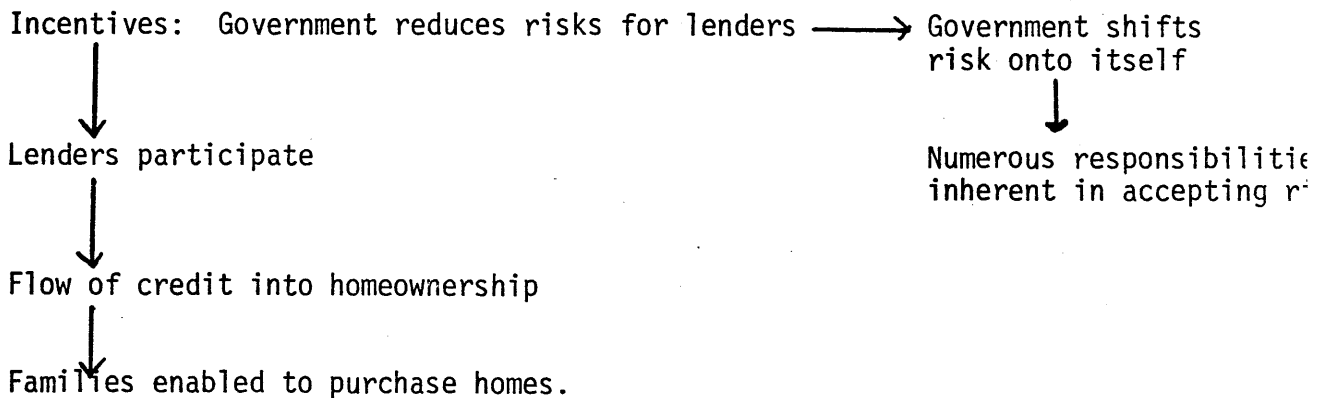 Incentives: Government reduces risks for lenders
Government shifts
risk onto itself
Lenders participate
Numerous
inherent in accepting
Flow of credit into homeownership
Families enabled to purchase homes.